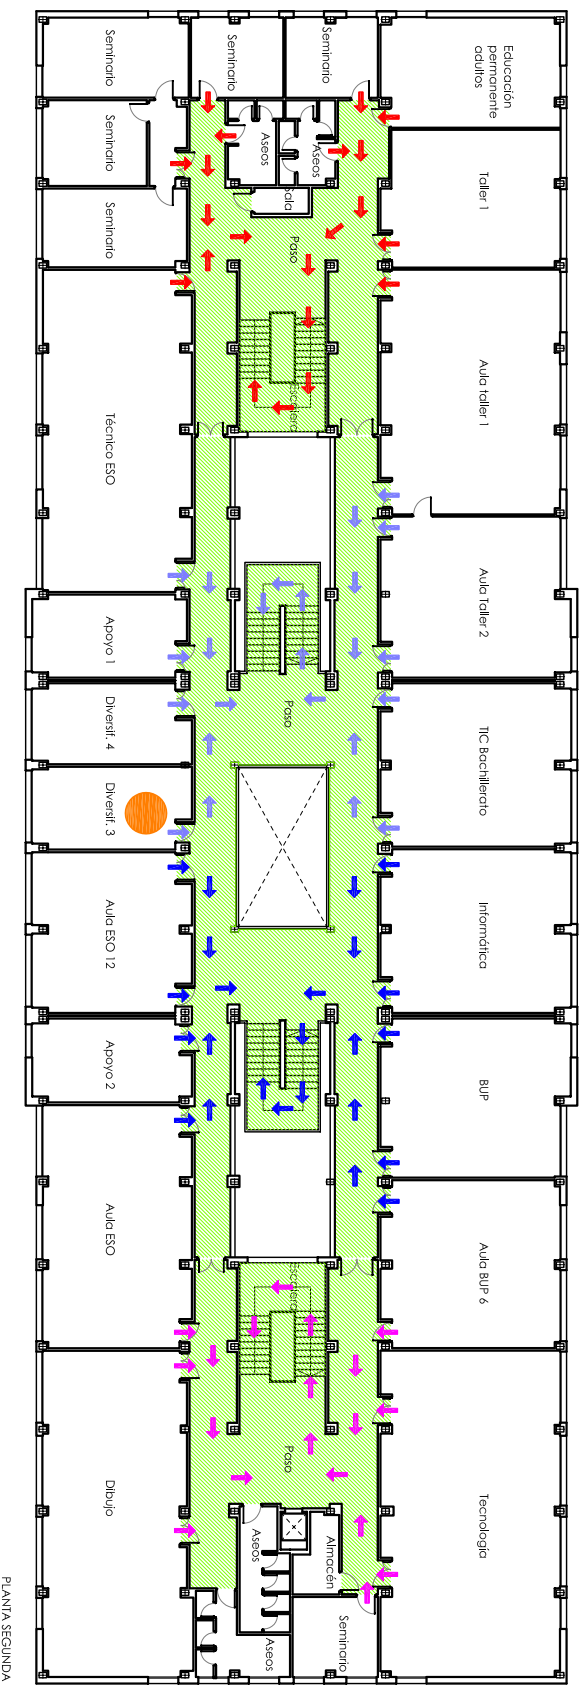 Seminario
Seminario
Seminario
Educación
permanente
adultos
Seminario
Aseos
Aseos
Taller 1
Seminario
Sala
Paso
Técnico ESO
Escalera
Aula taller 1
Apoyo 1
Aula Taller 2
Diversif. 4
Paso
TIC Bachillerato
Diversif. 3
Aula ESO 12
Informática
Apoyo 2
BUP
Aula ESO
Escalera
Aula BUP 6
Dibujo
Paso
Tecnología
Aseos
Almacén
Aseos
Seminario
PLANTA SEGUNDA